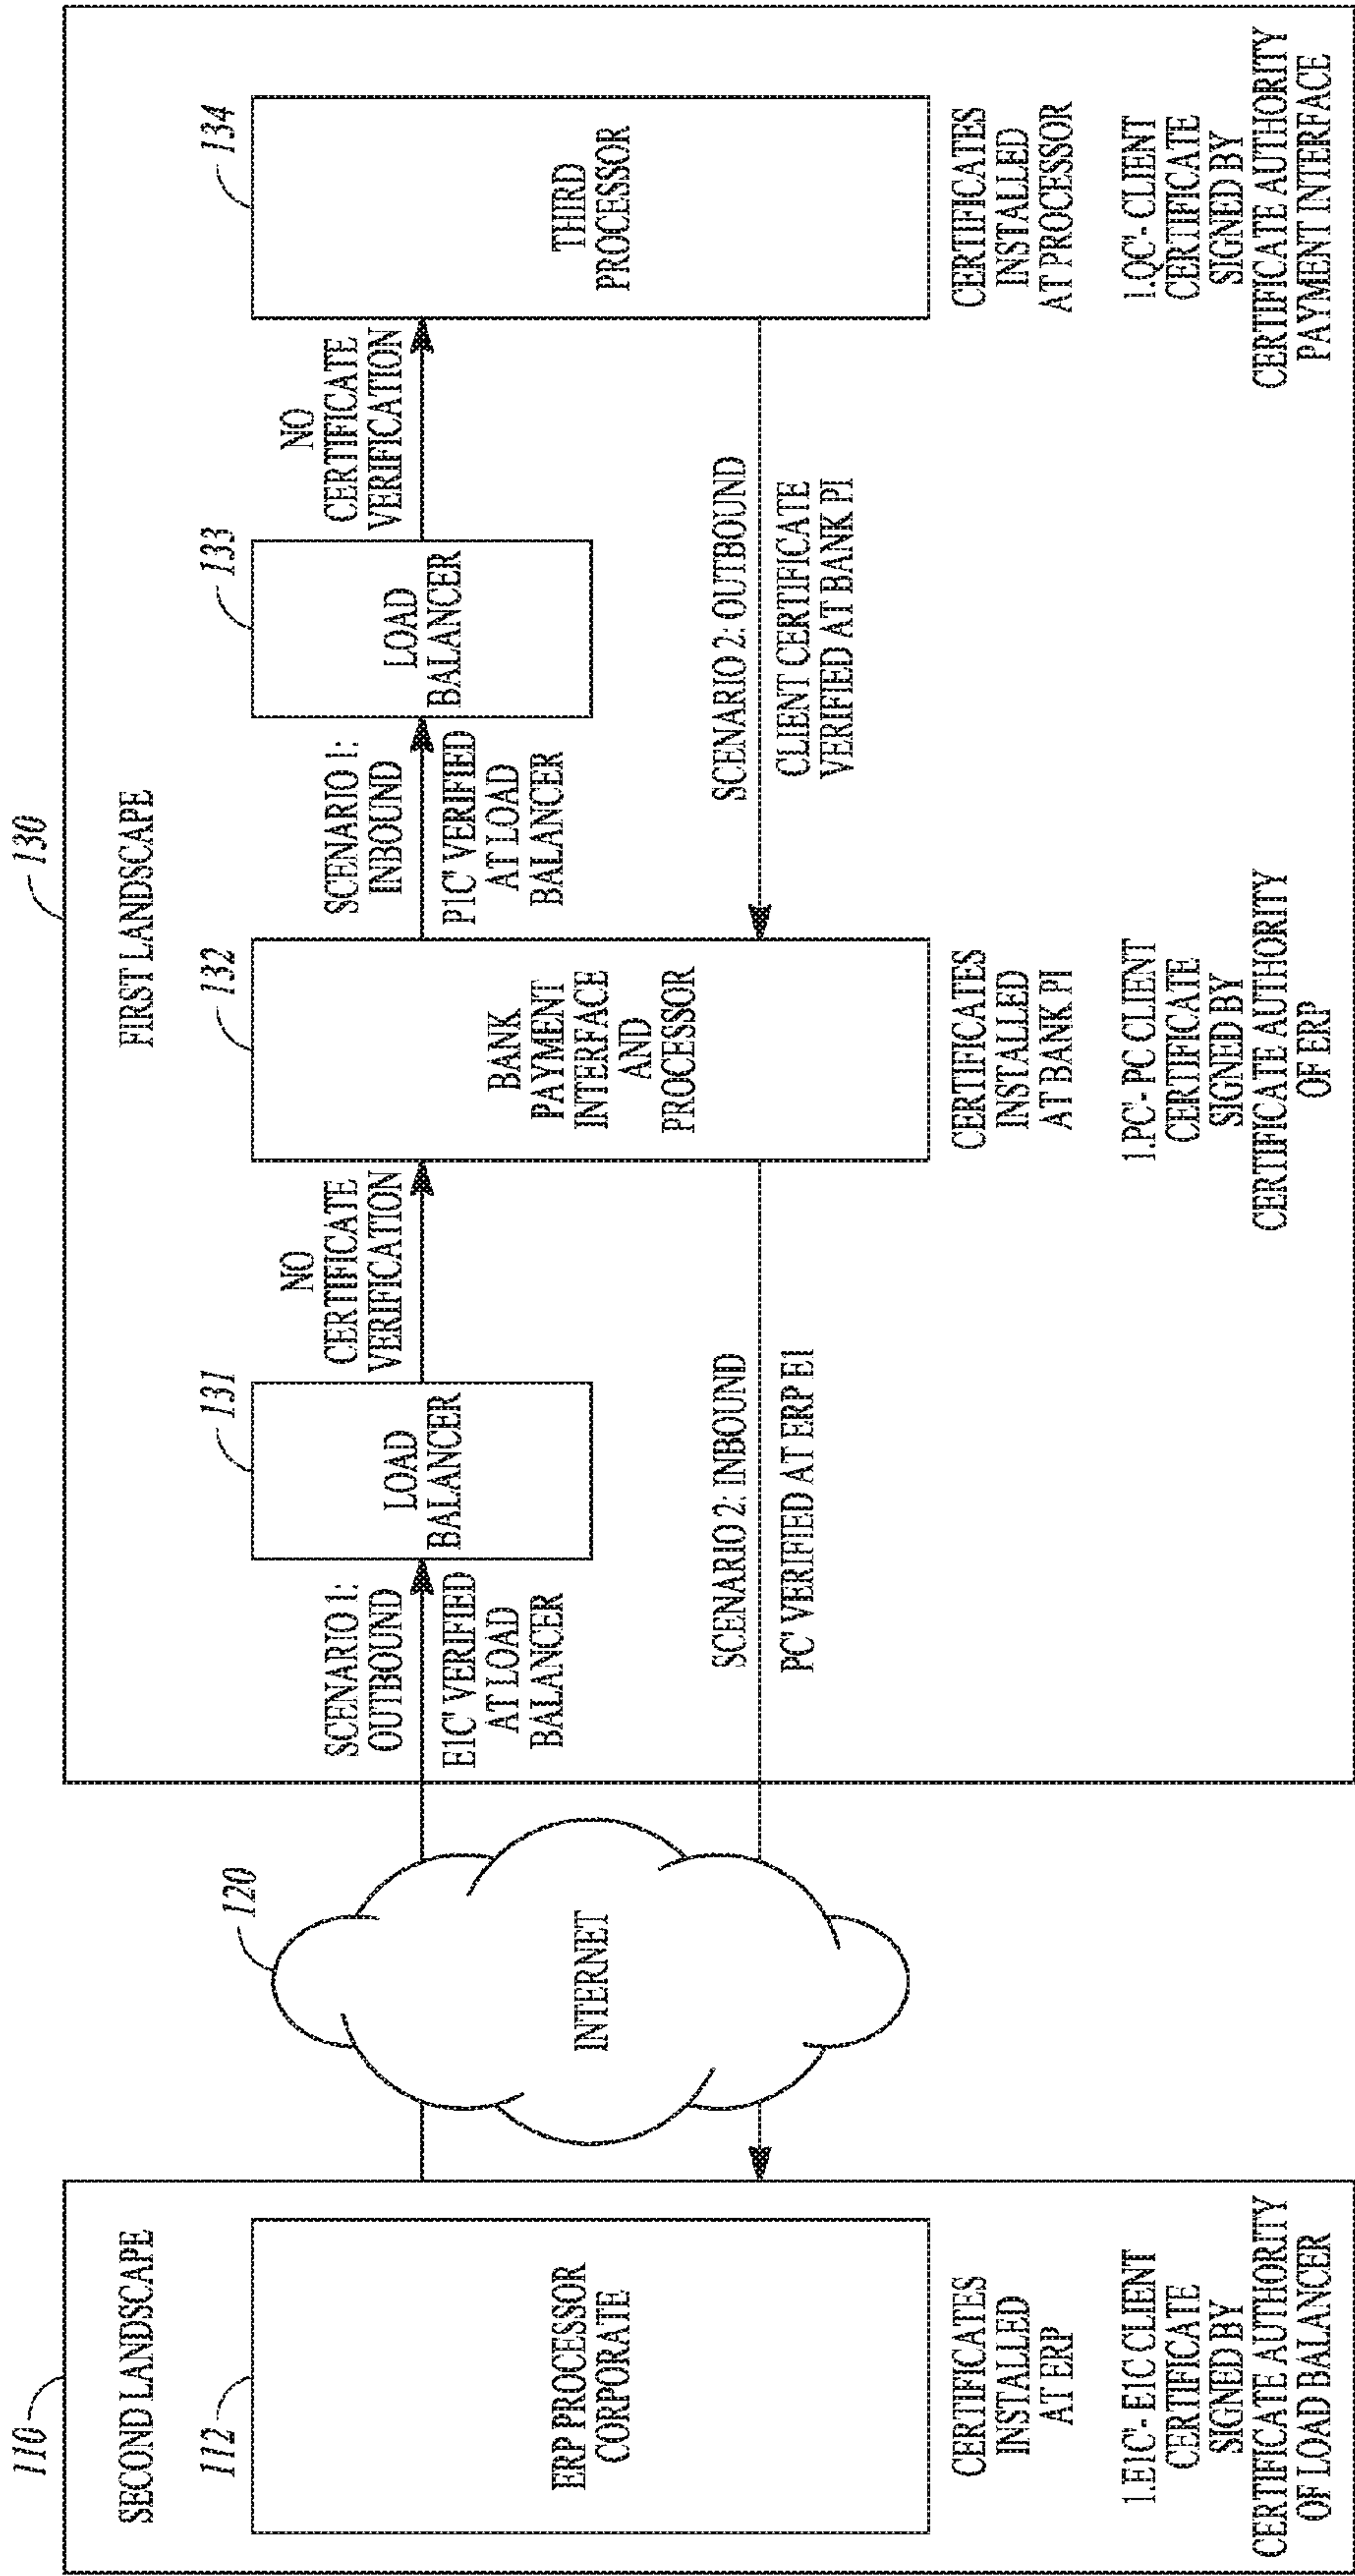 110
SECOND LANDSCAPE
112
ERP PROCESSOR
CORPORATE
CERTIFICATES
INSTALLED
AT ERP
1.E1C'- E1C CLIENT
CERTIFICATE
SIGNED BY
CERTIFICATE AUTHORITY
OF LOAD BALANCER
120
INTERNET
130
FIRST LANDSCAPE
SCENARIO 1:
OUTBOUND
E1C' VERIFIED
AT LOAD
BALANCER
131
LOAD
BALANCER
NO
CERTIFICATE
VERIFICATION
SCENARIO 2: INBOUND
PC' VERIFIED AT ERP E1
132
BANK
PAYMENT
INTERFACE
AND
PROCESSOR
CERTIFICATES
INSTALLED
AT BANK PI
1.PC'- PC CLIENT
CERTIFICATE
SIGNED BY
CERTIFICATE AUTHORITY
OF ERP
SCENARIO 1:
INBOUND
P1C' VERIFIED
AT LOAD
BALANCER
133
LOAD
BALANCER
NO
CERTIFICATE
VERIFICATION
SCENARIO 2: OUTBOUND
CLIENT CERTIFICATE
VERIFIED AT BANK PI
134
THIRD
PROCESSOR
CERTIFICATES
INSTALLED
AT PROCESSOR
1.QC'- CLIENT
CERTIFICATE
SIGNED BY
CERTIFICATE AUTHORITY
PAYMENT INTERFACE